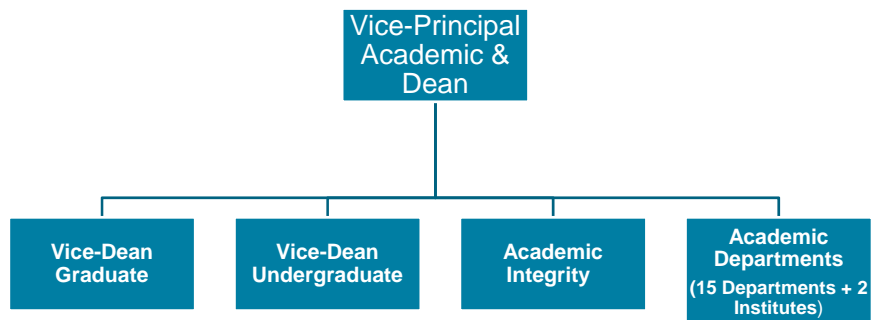 Vice-Principal
Academic &
Dean
Vice-Dean
Graduate
Vice-Dean
Undergraduate
Academic
Integrity
Academic
Departments
(15 Departments + 2
Institutes)